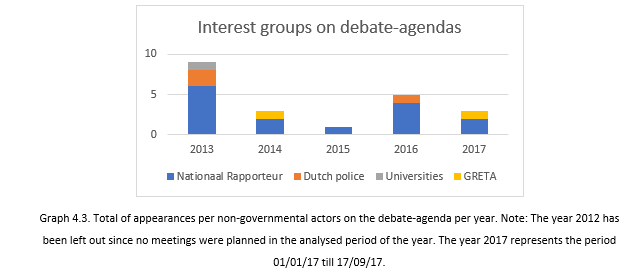 Interest groups on debate-agendas
10
5
0
2013 2014 2015 2016 2017
Nationaal Rapporteur Dutch police Universities GRETA
Graph 4.3. Total of appearances per non-governmental actors on the debate-agenda per year. Note: The year 2012 has
been left out since no meetings were planned in the analysed period of the year. The year 2017 represents the period
01/01/17 till 17/09/17.